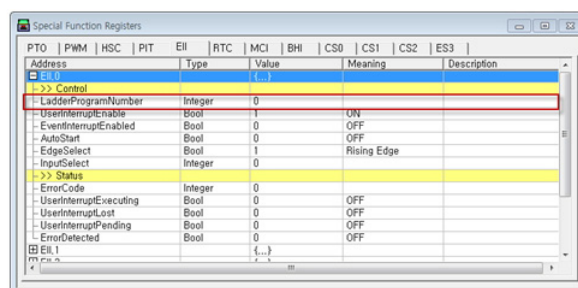 Special Function Registers
PTO | PWM | HSC | PIT EII | RTC | MCI | BHI | CS0 | CS1 | CS2 | ES3 |
Address Type Value Meaning Description
EII,0 {...}
>> Control
LadderProgramNumber Integer 0
UserInterruptEnable Bool 1 ON
EventInterruptEnabled Bool 0 OFF
AutoStart Bool 0 OFF
EdgeSelect Bool 1 Rising Edge
InputSelect Integer 0
>> Status
ErrorCode Integer 0
UserInterruptExecuting Bool 0 OFF
UserInterruptLost Bool 0 OFF
UserInterruptPending Bool 0 OFF
ErrorDetected Bool 0 OFF
EII,1 {...}